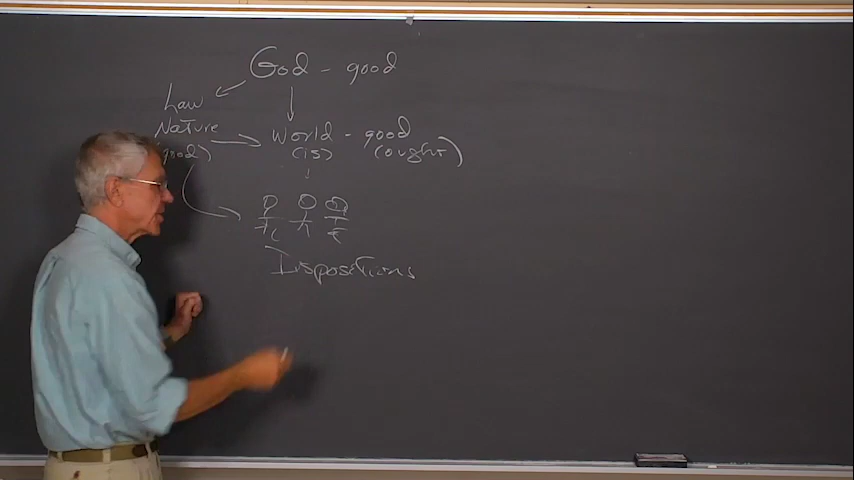 God - good
Law
Nature
(good)
World - good
(is) (ought)
Dispositions